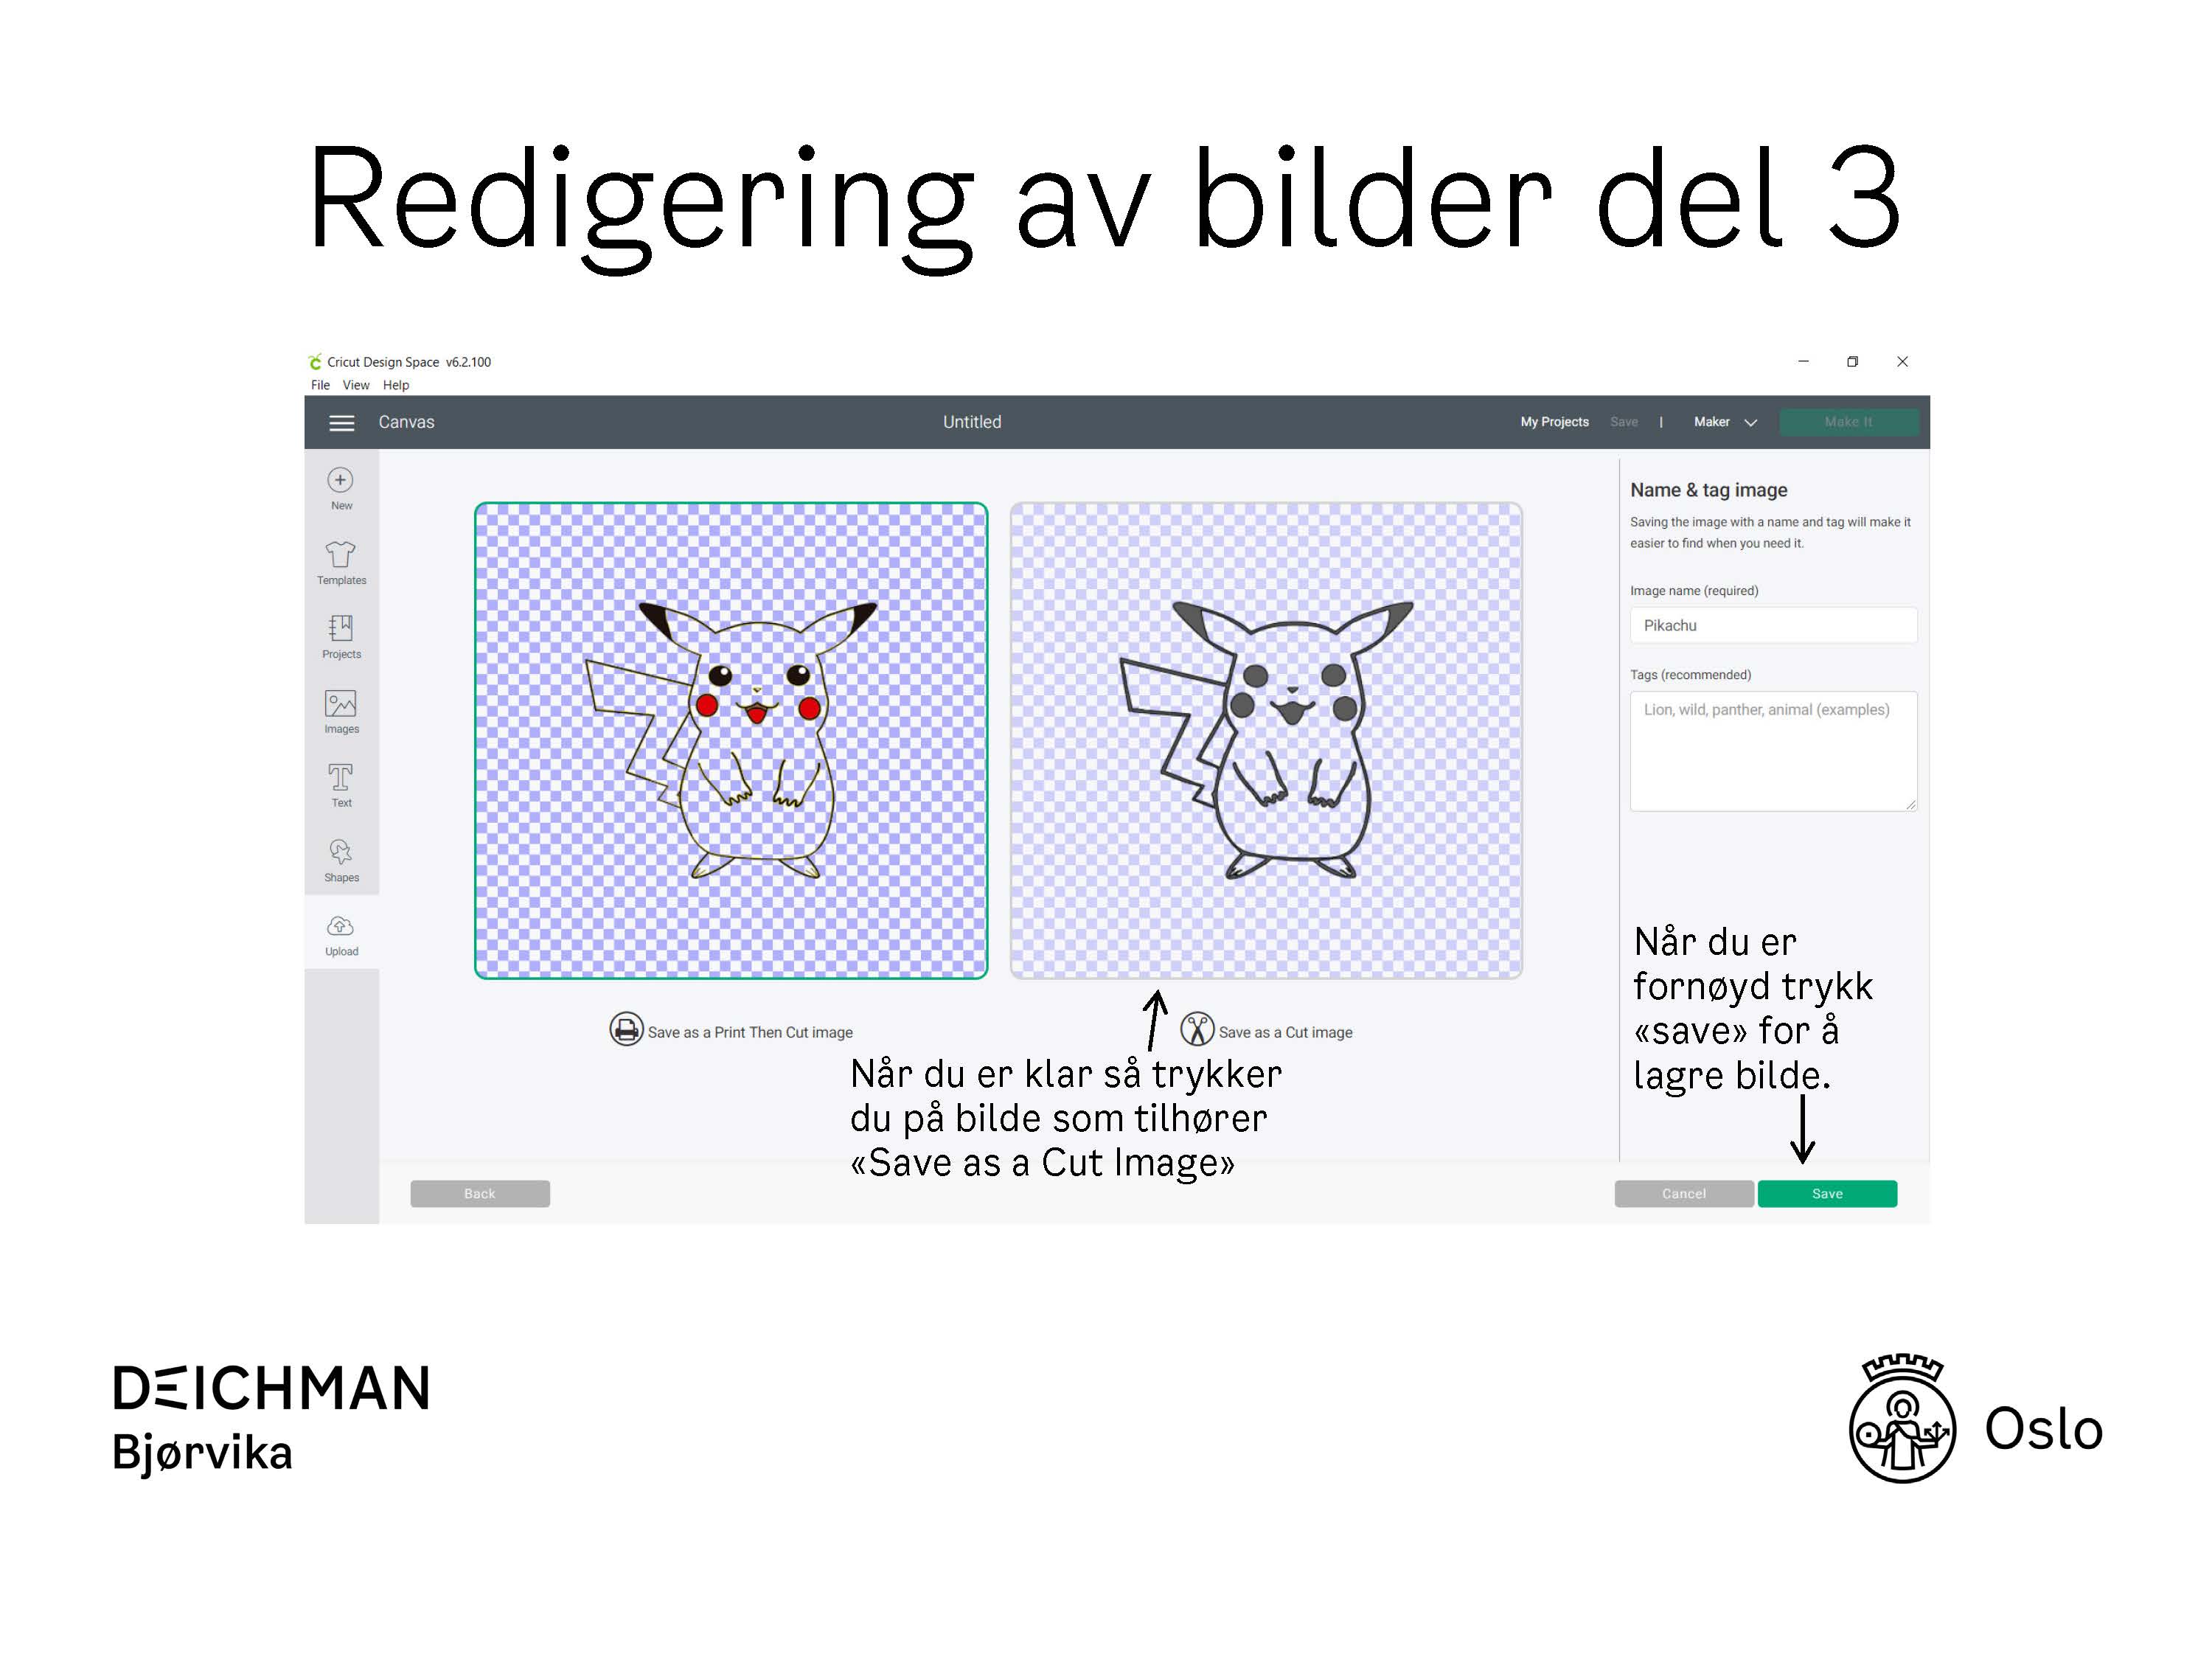 Redigering av bilder del 3
Cricut Design Space v6.2.100
File View Help
Canvas
Untitled
My Projects Save | Maker Make It
New
Templates
Projects
Images
Text
Shapes
Upload
Save as a Print Then Cut image
Save as a Cut image
Når du er klar så trykker
du på bilde som tilhører
«Save as a Cut Image»
Name & tag image
Saving the image with a name and tag will make it
easier to find when you need it.
Image name (required)
Pikachu
Tags (recommended)
Lion, wild, panther, animal (examples)
Når du er
fornøyd trykk
«save» for å
lagre bilde.
Back
Cancel
Save
DEICHMAN
Bjørvika
Oslo